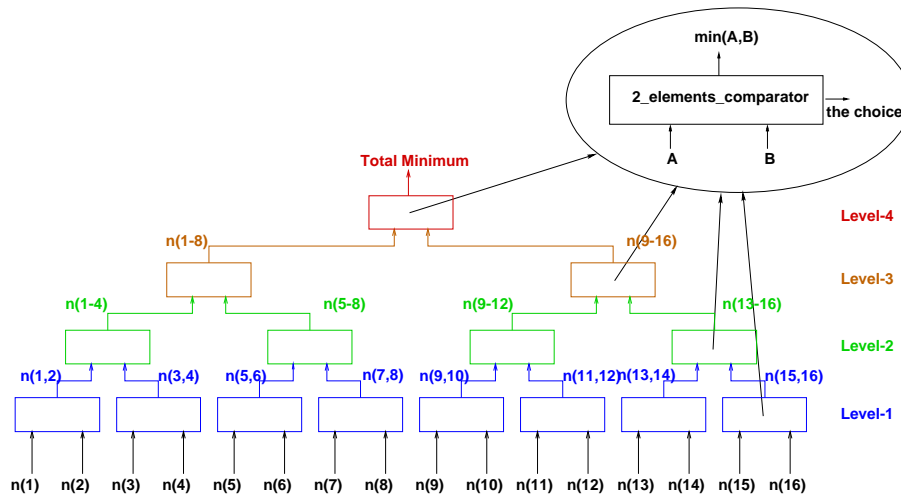 min(A,B)
2_elements_comparator
the choice
A
B
Total Minimum
Level-4
n(1-8)
n(9-16)
Level-3
n(1-4)
n(5-8)
n(9-12)
n(13-16)
Level-2
n(1,2)
n(3,4)
n(5,6)
n(7,8)
n(9,10)
n(11,12)
n(13,14)
n(15,16)
Level-1
n(1)
n(2)
n(3)
n(4)
n(5)
n(6)
n(7)
n(8)
n(9)
n(10)
n(11)
n(12)
n(13)
n(14)
n(15)
n(16)